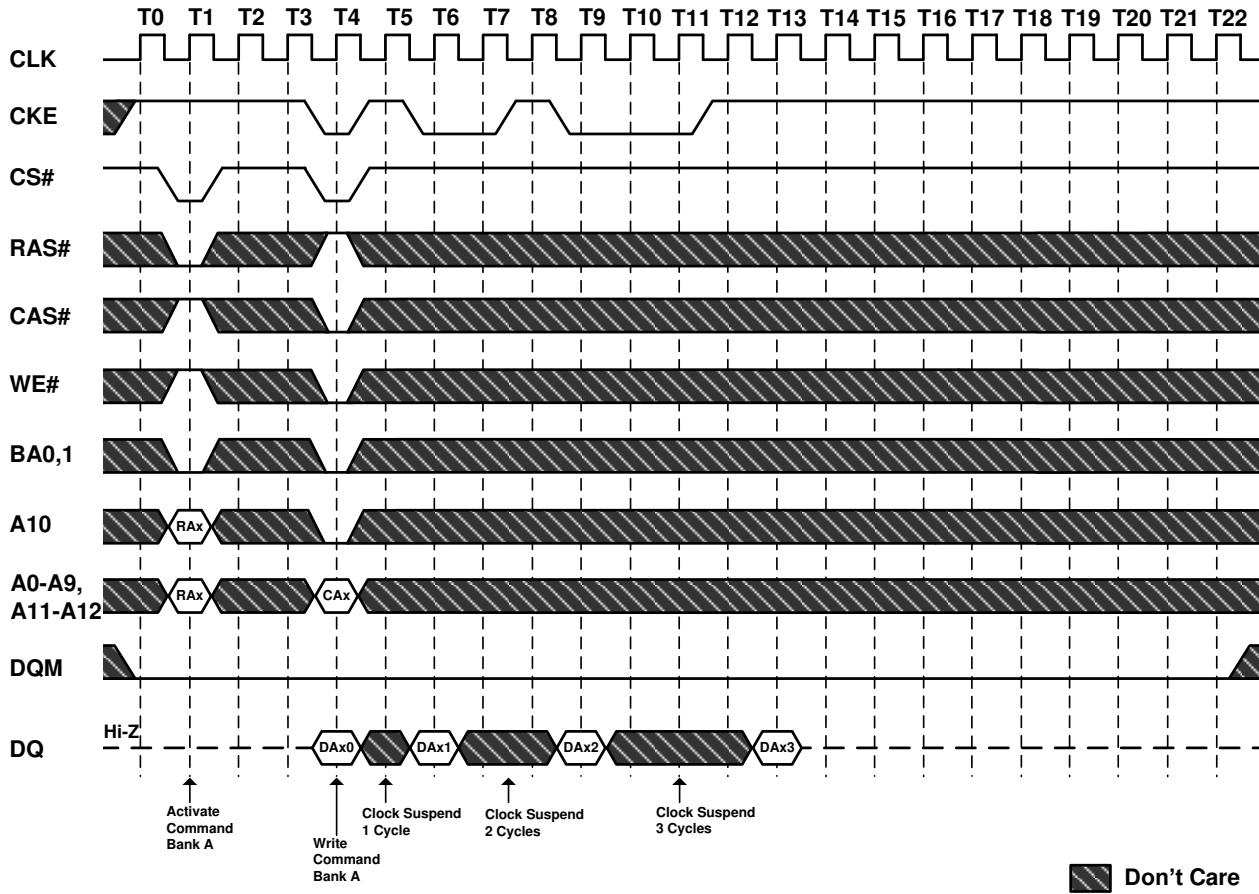 T0 T1 T2 T3 T4 T5 T6 T7 T8 T9 T10 T11 T12 T13 T14 T15 T16 T17 T18 T19 T20 T21 T22
CLK
CKE
CS#
RAS#
CAS#
WE#
BA0,1
A10
RAx
A0-A9,
A11-A12
RAx
CAx
DQM
Hi-Z
DQ
DAx0
DAx1
DAx2
DAx3
Activate
Command
Bank A
Write
Command
Bank A
Clock Suspend
1 Cycle
Clock Suspend
2 Cycles
Clock Suspend
3 Cycles
Don't Care